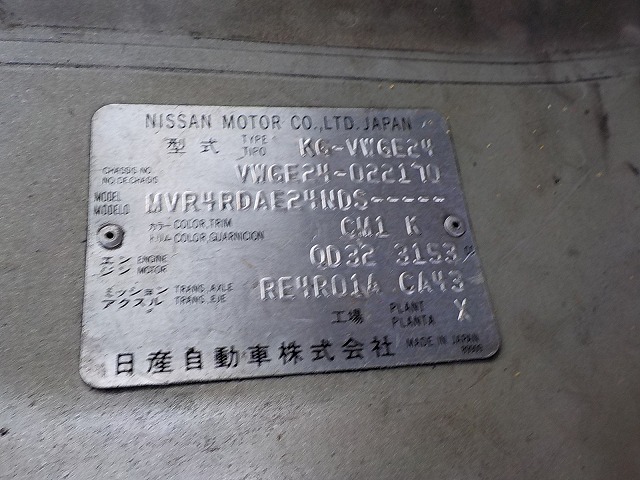 NISSAN MOTOR CO.,LTD. JAPAN
型式 TYPE TIPO KG-VWGE24
CHASSIS NO. NO. DE CHASIS VWGE24-022170
MODEL MODELO MVR4RDAE24NDS-----
カラー COLOR,TRIM トリム COLOR,GUARNICION CW1 K
エンジン ENGINE MOTOR QD32 3153
ミッション アクスル TRANS.,AXLE TRANS.,EJE RE4R01A CA43
工場 PLANT PLANTA X
日産自動車株式会社 MADE IN JAPAN